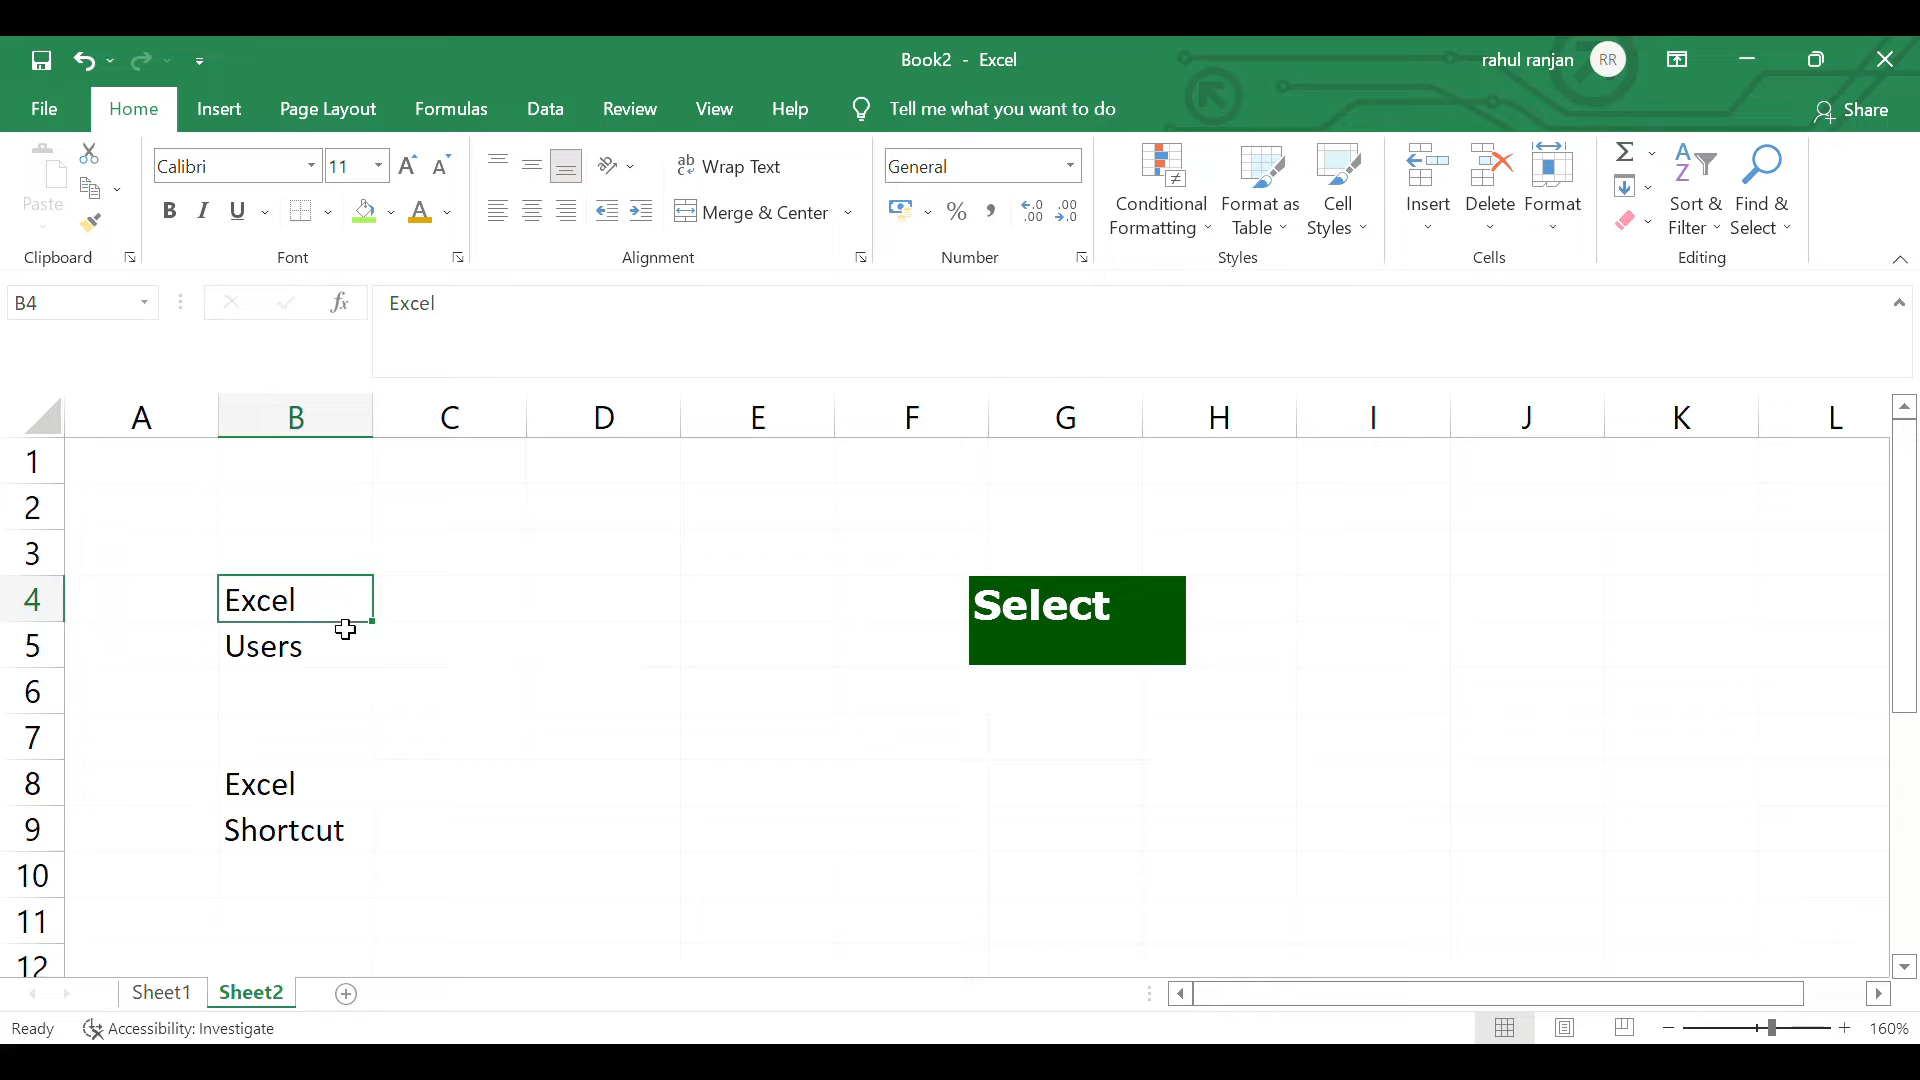 Book2 - Excel
rahul ranjan RR
File Home Insert Page Layout Formulas Data Review View Help Tell me what you want to do Share
Paste
Calibri 11
B I U
ab Wrap Text
Merge & Center
General
% ,
Conditional Formatting
Format as Table
Cell Styles
Insert Delete Format
Sort & Filter
Find & Select
Clipboard Font Alignment Number Styles Cells Editing
B4 fx Excel
A B C D E F G H I J K L
1
2
3
4 Excel Select
5 Users
6
7
8 Excel
9 Shortcut
10
11
12
Sheet1 Sheet2
Ready Accessibility: Investigate 160%